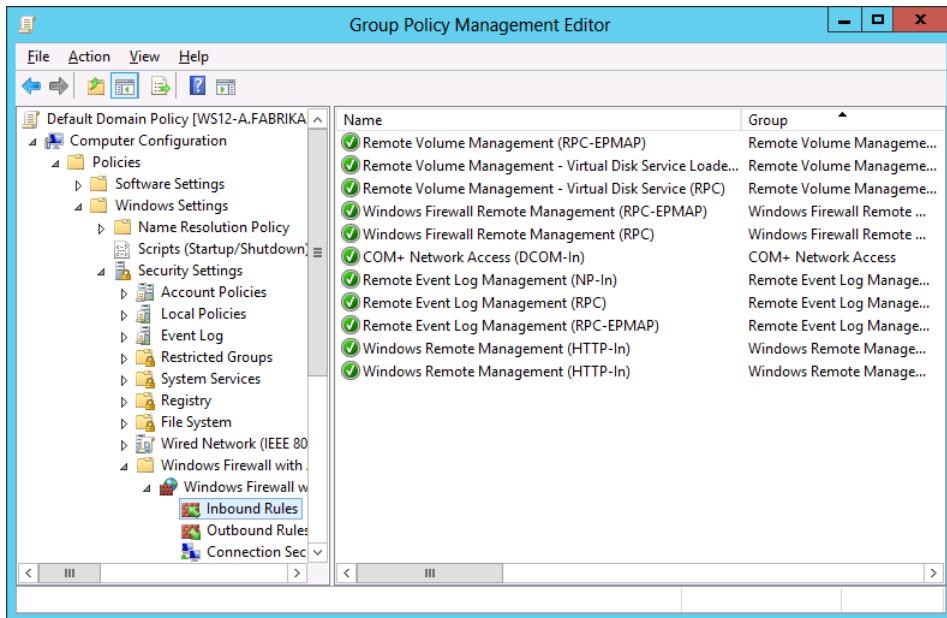 Group Policy Management Editor
File Action View Help
Default Domain Policy [WS12-A.FABRIKA
Computer Configuration
Policies
Software Settings
Windows Settings
Name Resolution Policy
Scripts (Startup/Shutdown)
Security Settings
Account Policies
Local Policies
Event Log
Restricted Groups
System Services
Registry
File System
Wired Network (IEEE 80
Windows Firewall with
Windows Firewall w
Inbound Rules
Outbound Rules
Connection Sec
Name Group
Remote Volume Management (RPC-EPMAP) Remote Volume Manageme...
Remote Volume Management - Virtual Disk Service Loade... Remote Volume Manageme...
Remote Volume Management - Virtual Disk Service (RPC) Remote Volume Manageme...
Windows Firewall Remote Management (RPC-EPMAP) Windows Firewall Remote ...
Windows Firewall Remote Management (RPC) Windows Firewall Remote ...
COM+ Network Access (DCOM-In) COM+ Network Access
Remote Event Log Management (NP-In) Remote Event Log Manage...
Remote Event Log Management (RPC) Remote Event Log Manage...
Remote Event Log Management (RPC-EPMAP) Remote Event Log Manage...
Windows Remote Management (HTTP-In) Windows Remote Manage...
Windows Remote Management (HTTP-In) Windows Remote Manage...